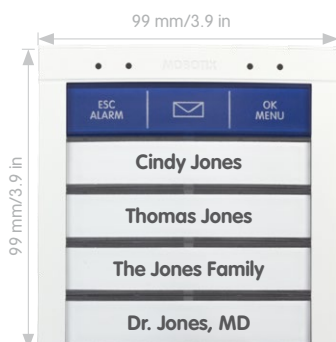 99 mm/3.9 in
99 mm/3.9 in
ESC
ALARM
OK
MENU
Cindy Jones
Thomas Jones
The Jones Family
Dr. Jones, MD